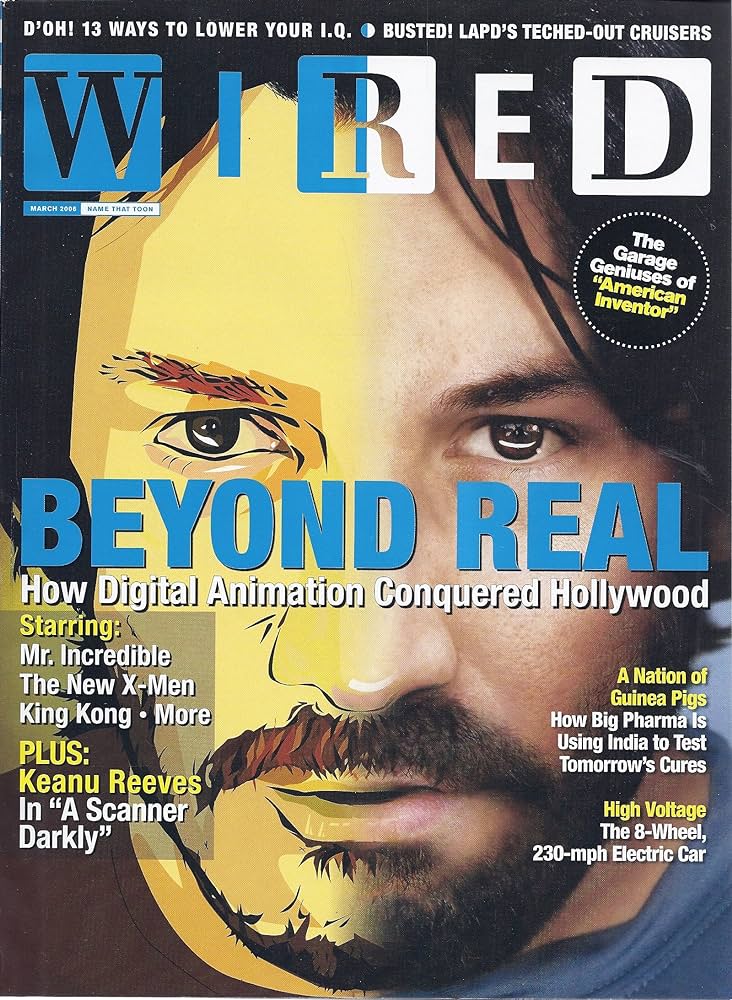 D'OH! 13 WAYS TO LOWER YOUR I.Q. BUSTED! LAPD'S TECHED-OUT CRUISERS
WIRED
MARCH 2006 NAME THAT TOON
The
Garage
Geniuses of
"American
Inventor"
BEYOND REAL
How Digital Animation Conquered Hollywood
Starring:
Mr. Incredible
The New X-Men
King Kong • More
PLUS:
Keanu Reeves
In "A Scanner
Darkly"
A Nation of
Guinea Pigs
How Big Pharma Is
Using India to Test
Tomorrow's Cures
High Voltage
The 8-Wheel,
230-mph Electric Car